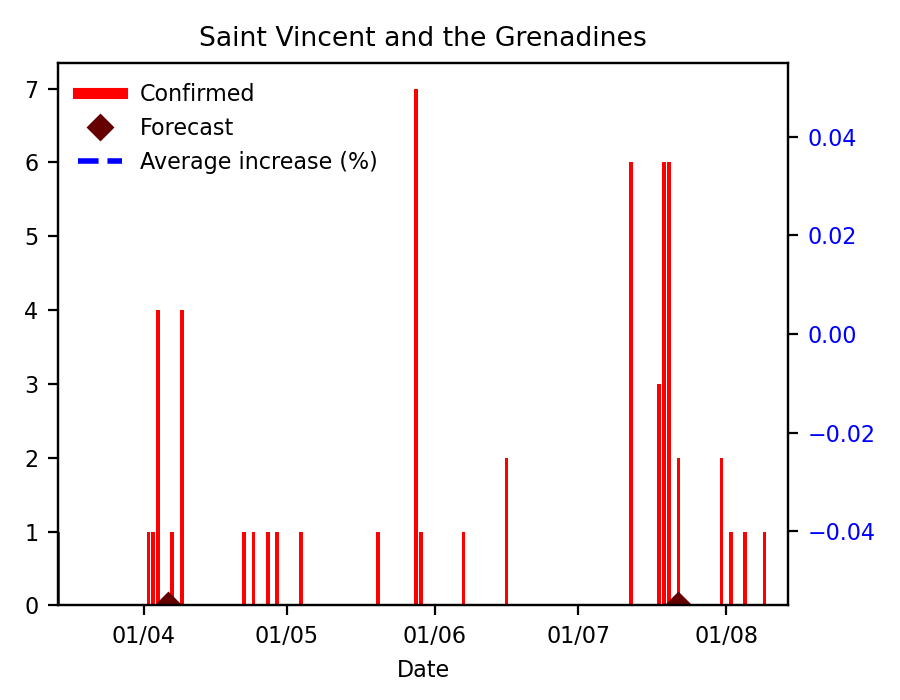 Saint Vincent and the Grenadines
Confirmed
Forecast
Average increase (%)
7
6
5
4
3
2
1
0
0.04
0.02
0.00
−0.02
−0.04
01/04 01/05 01/06 01/07 01/08
Date